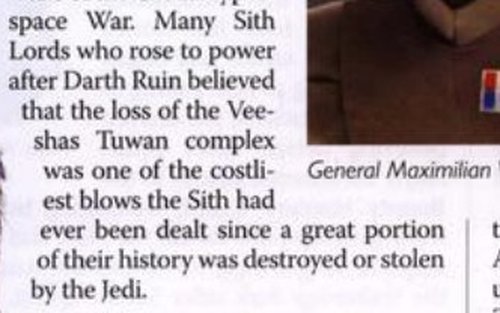 space War. Many Sith
Lords who rose to power
after Darth Ruin believed
that the loss of the Vee-
shas Tuwan complex
was one of the costli-
est blows the Sith had
ever been dealt since a great portion
of their history was destroyed or stolen
by the Jedi.
General Maximilian